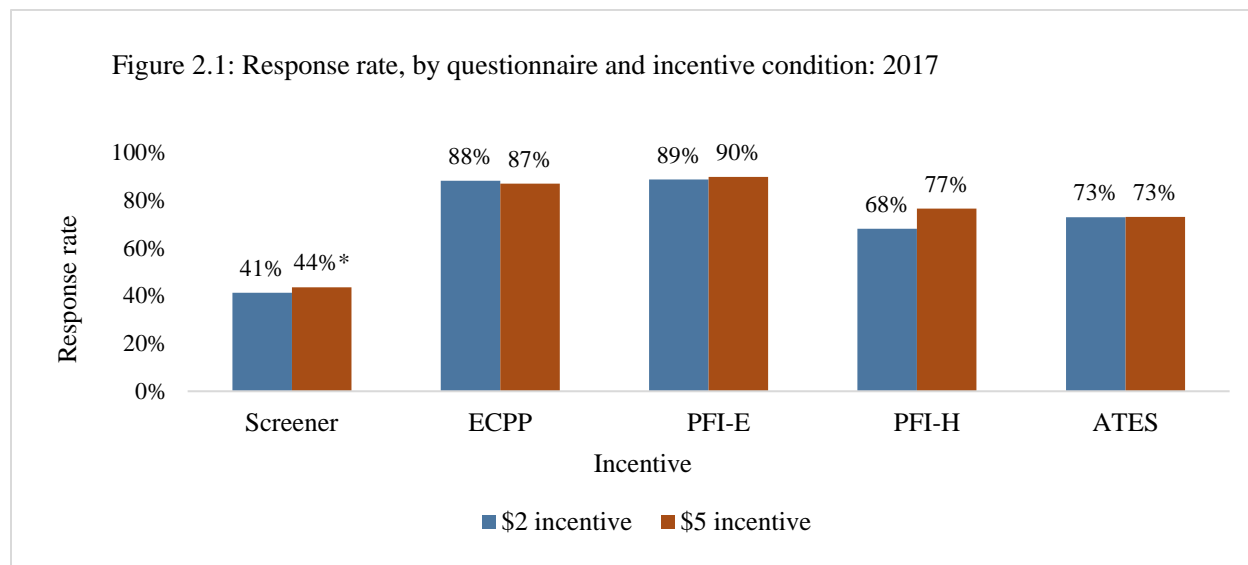 Figure 2.1: Response rate, by questionnaire and incentive condition: 2017
100%
80%
60%
40%
20%
0%
Response rate
41% 44%*
88% 87%
89% 90%
68% 77%
73% 73%
Screener ECPP PFI-E PFI-H ATES
Incentive
$2 incentive $5 incentive